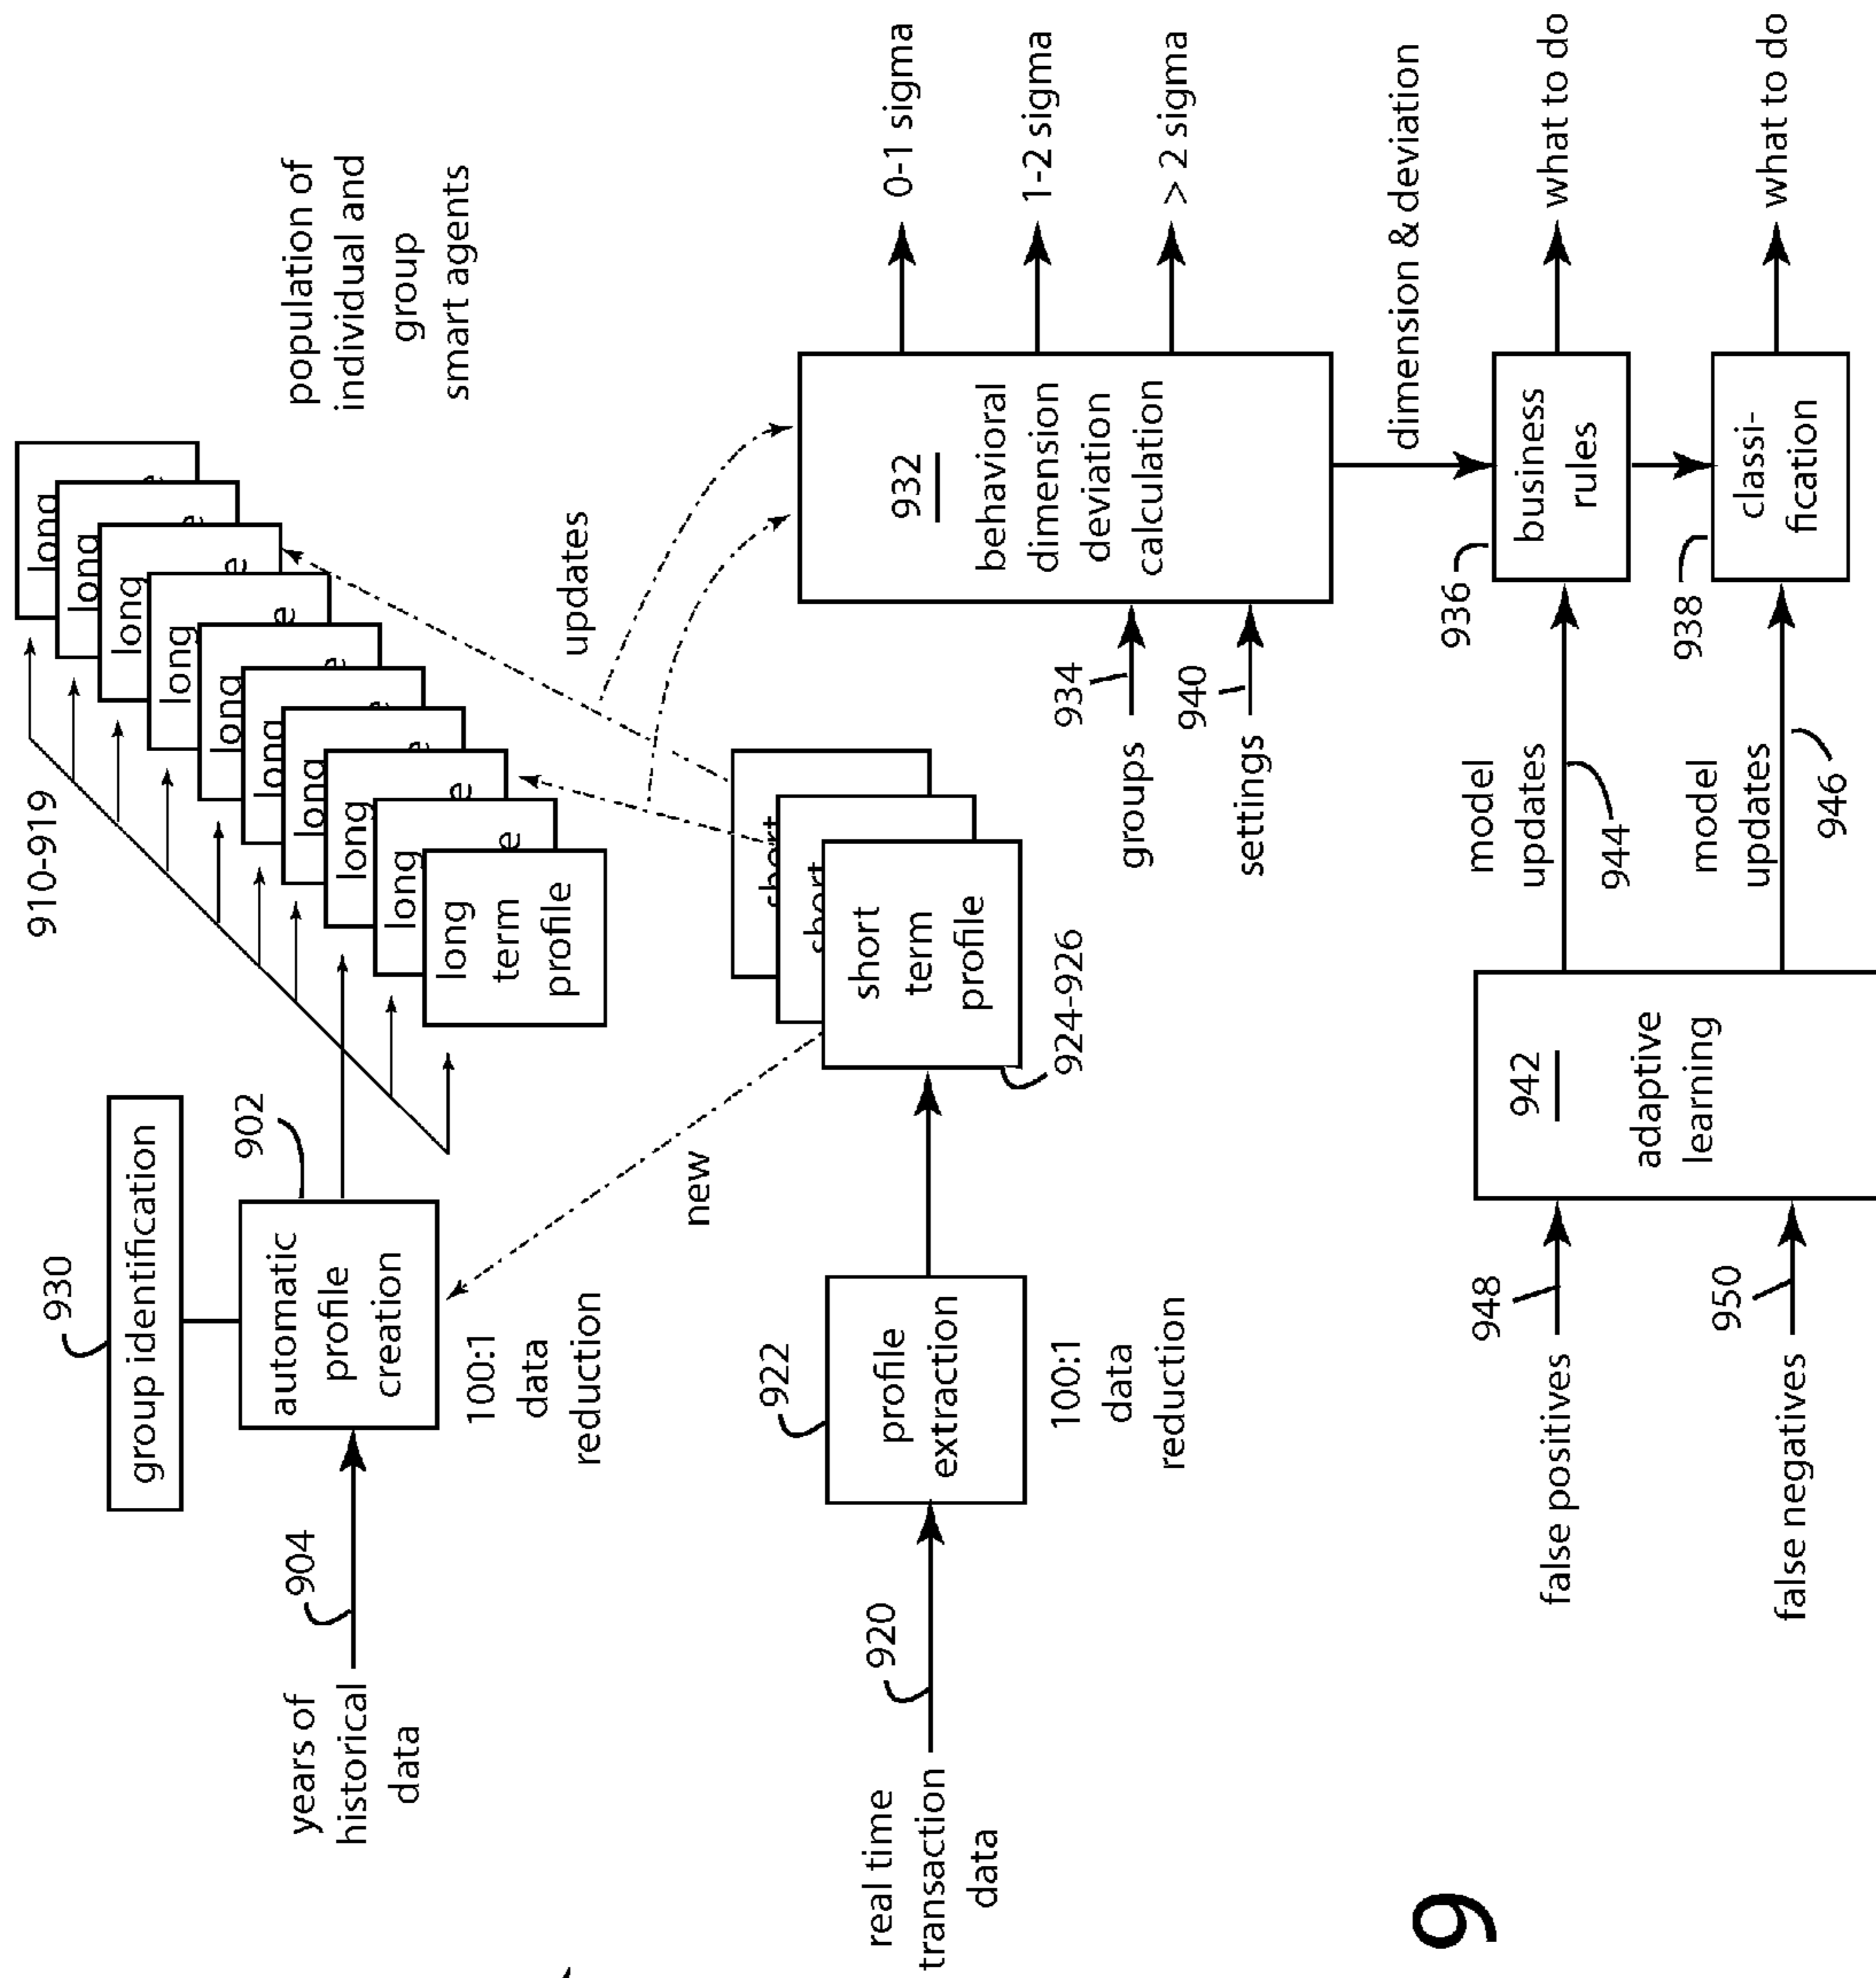 930
group identification
902
automatic
profile
creation
904
years of
historical
data
100:1
data
reduction
910-919
long
long
long
long
long
long
long
long
long
long
term
profile
e
e
e
e
e
e
e
e
e
population of
individual and
group
smart agents
updates
new
920
real time
transaction
data
922
profile
extraction
100:1
data
reduction
short
short
short
term
profile
924-926
932
behavioral
dimension
deviation
calculation
0-1 sigma
1-2 sigma
> 2 sigma
934
groups
940
settings
dimension & deviation
936
business
rules
what to do
938
classi-
fication
what to do
model
updates
944
model
updates
946
942
adaptive
learning
948
false positives
950
false negatives
9